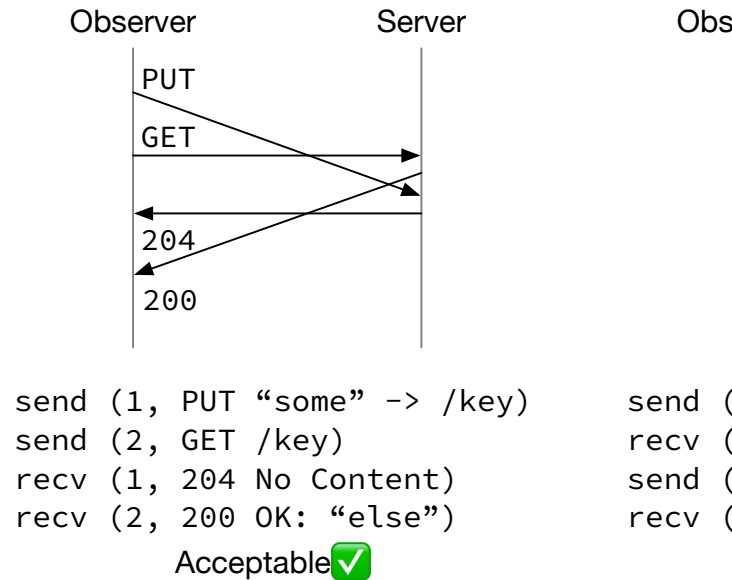 Observer Server Obs
PUT
GET
204
200
send (1, PUT “some” -> /key) send (
send (2, GET /key) recv (
recv (1, 204 No Content) send (
recv (2, 200 OK: “else”) recv (
Acceptable✅